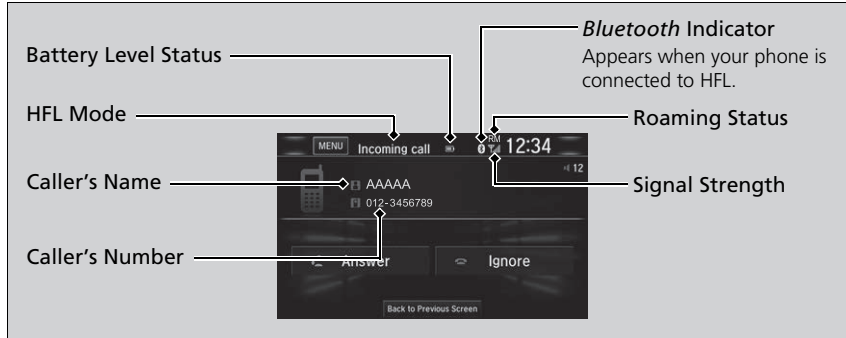 Battery Level Status
Bluetooth Indicator
Appears when your phone is
connected to HFL.
HFL Mode
Roaming Status
Caller's Name
Signal Strength
Caller's Number
MENU
Incoming call
RM
12:34
12
AAAAA
012-3456789
Answer
Ignore
Back to Previous Screen